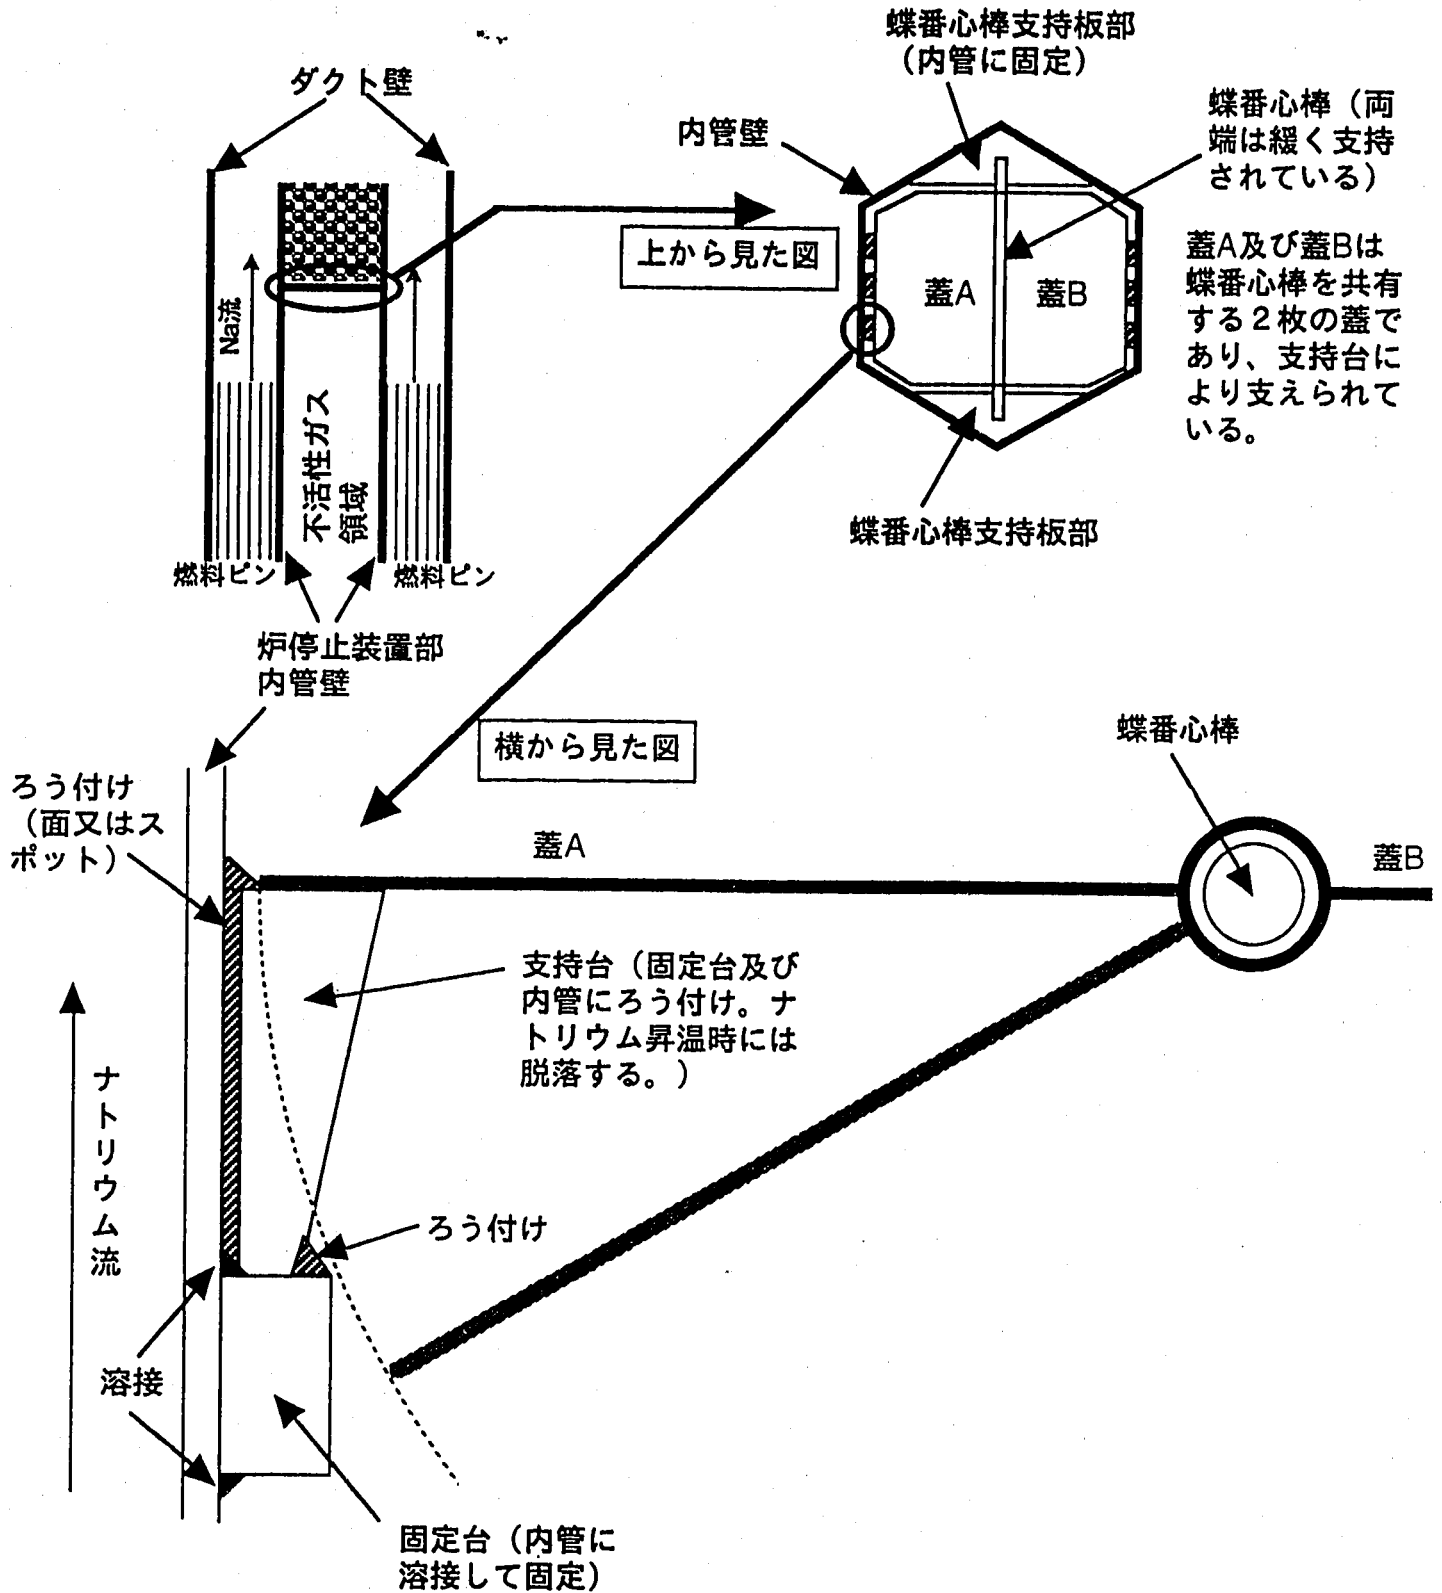 蝶番心棒支持板部
（内管に固定）
ダクト壁
蝶番心棒（両
端は緩く支持
されている）
内管壁
上から見た図
蓋A及び蓋Bは
蝶番心棒を共有
する２枚の蓋で
あり、支持台に
より支えられて
いる。
蓋A
蓋B
Na流
不活性ガス
領域
蝶番心棒支持板部
燃料ピン
燃料ピン
炉停止装置部
内管壁
横から見た図
蝶番心棒
ろう付け
（面又はス
ポット）
蓋A
蓋B
支持台（固定台及び
内管にろう付け。ナ
トリウム昇温時には
脱落する。）
ナトリウム流
ろう付け
溶接
固定台（内管に
溶接して固定）